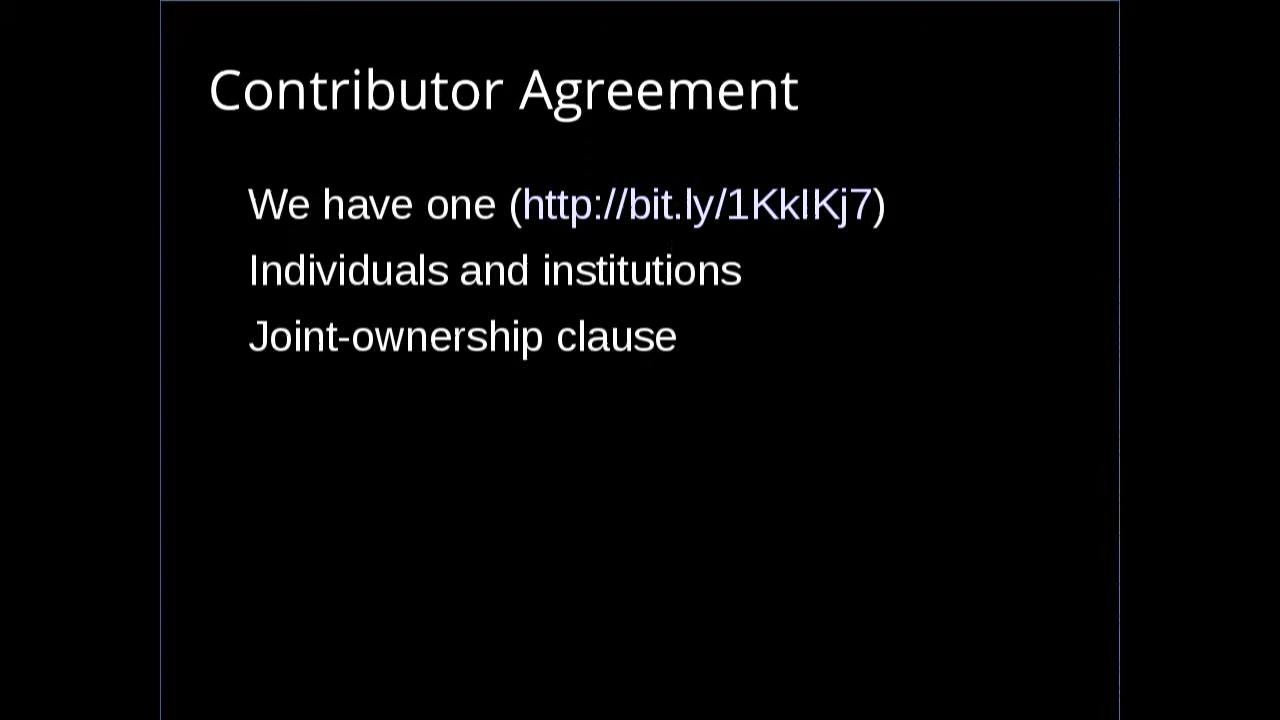 Contributor Agreement
We have one (http://bit.ly/1KkIKj7)
Individuals and institutions
Joint-ownership clause